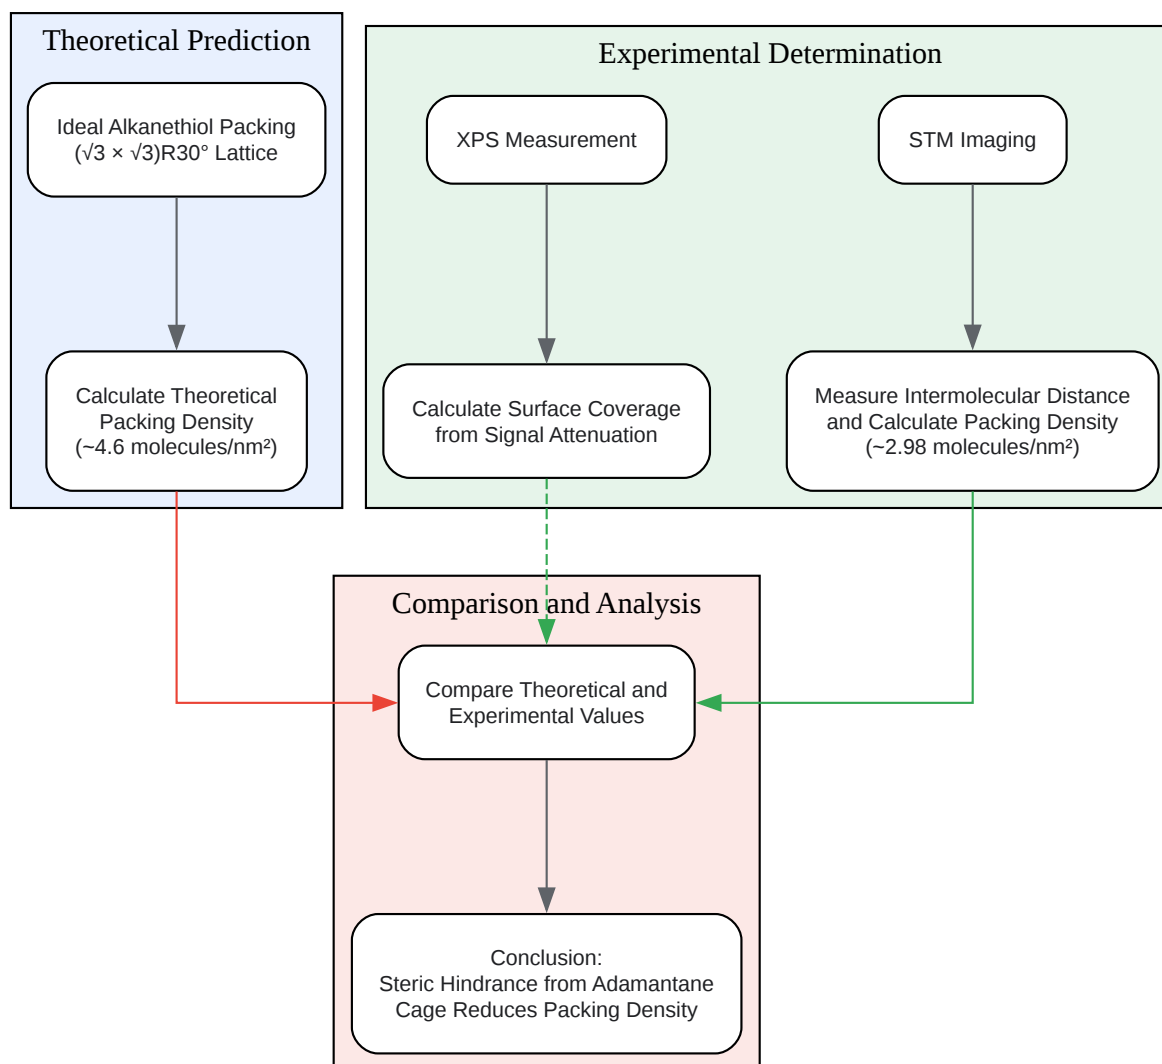 Theoretical Prediction
Ideal Alkanethiol Packing
(√3 × √3)R30° Lattice
Calculate Theoretical
Packing Density
(~4.6 molecules/nm²)
Experimental Determination
XPS Measurement
STM Imaging
Calculate Surface Coverage
from Signal Attenuation
Measure Intermolecular Distance
and Calculate Packing Density
(~2.98 molecules/nm²)
Comparison and Analysis
Compare Theoretical and
Experimental Values
Conclusion:
Steric Hindrance from Adamantane
Cage Reduces Packing Density